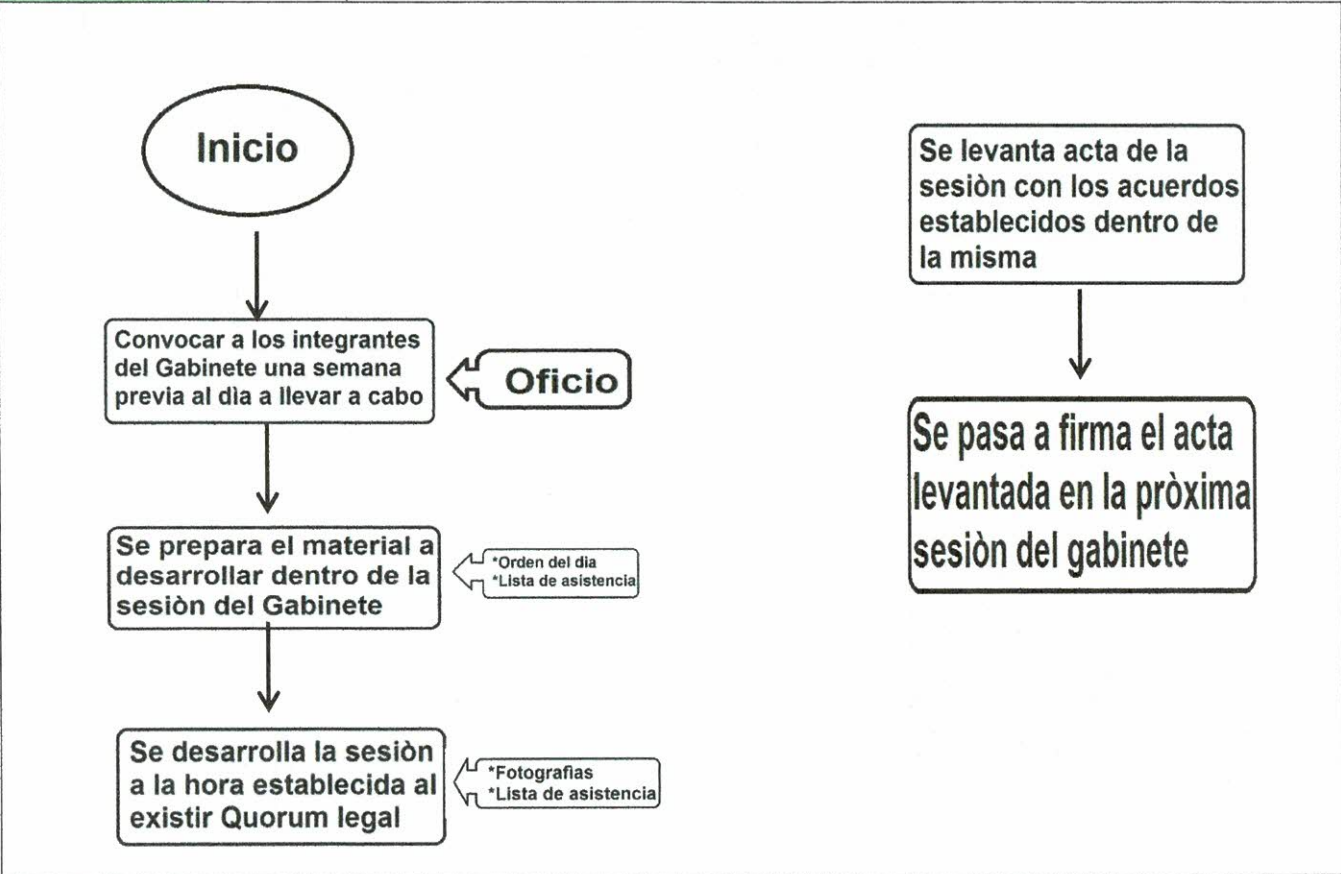 Inicio
Convocar a los integrantes
del Gabinete una semana
previa al dìa a llevar a cabo
Oficio
Se prepara el material a
desarrollar dentro de la
sesiòn del Gabinete
*Orden del dia
*Lista de asistencia
Se desarrolla la sesiòn
a la hora establecida al
existir Quorum legal
*Fotografias
*Lista de asistencia
Se levanta acta de la
sesiòn con los acuerdos
establecidos dentro de
la misma
Se pasa a firma el acta
levantada en la pròxima
sesiòn del gabinete